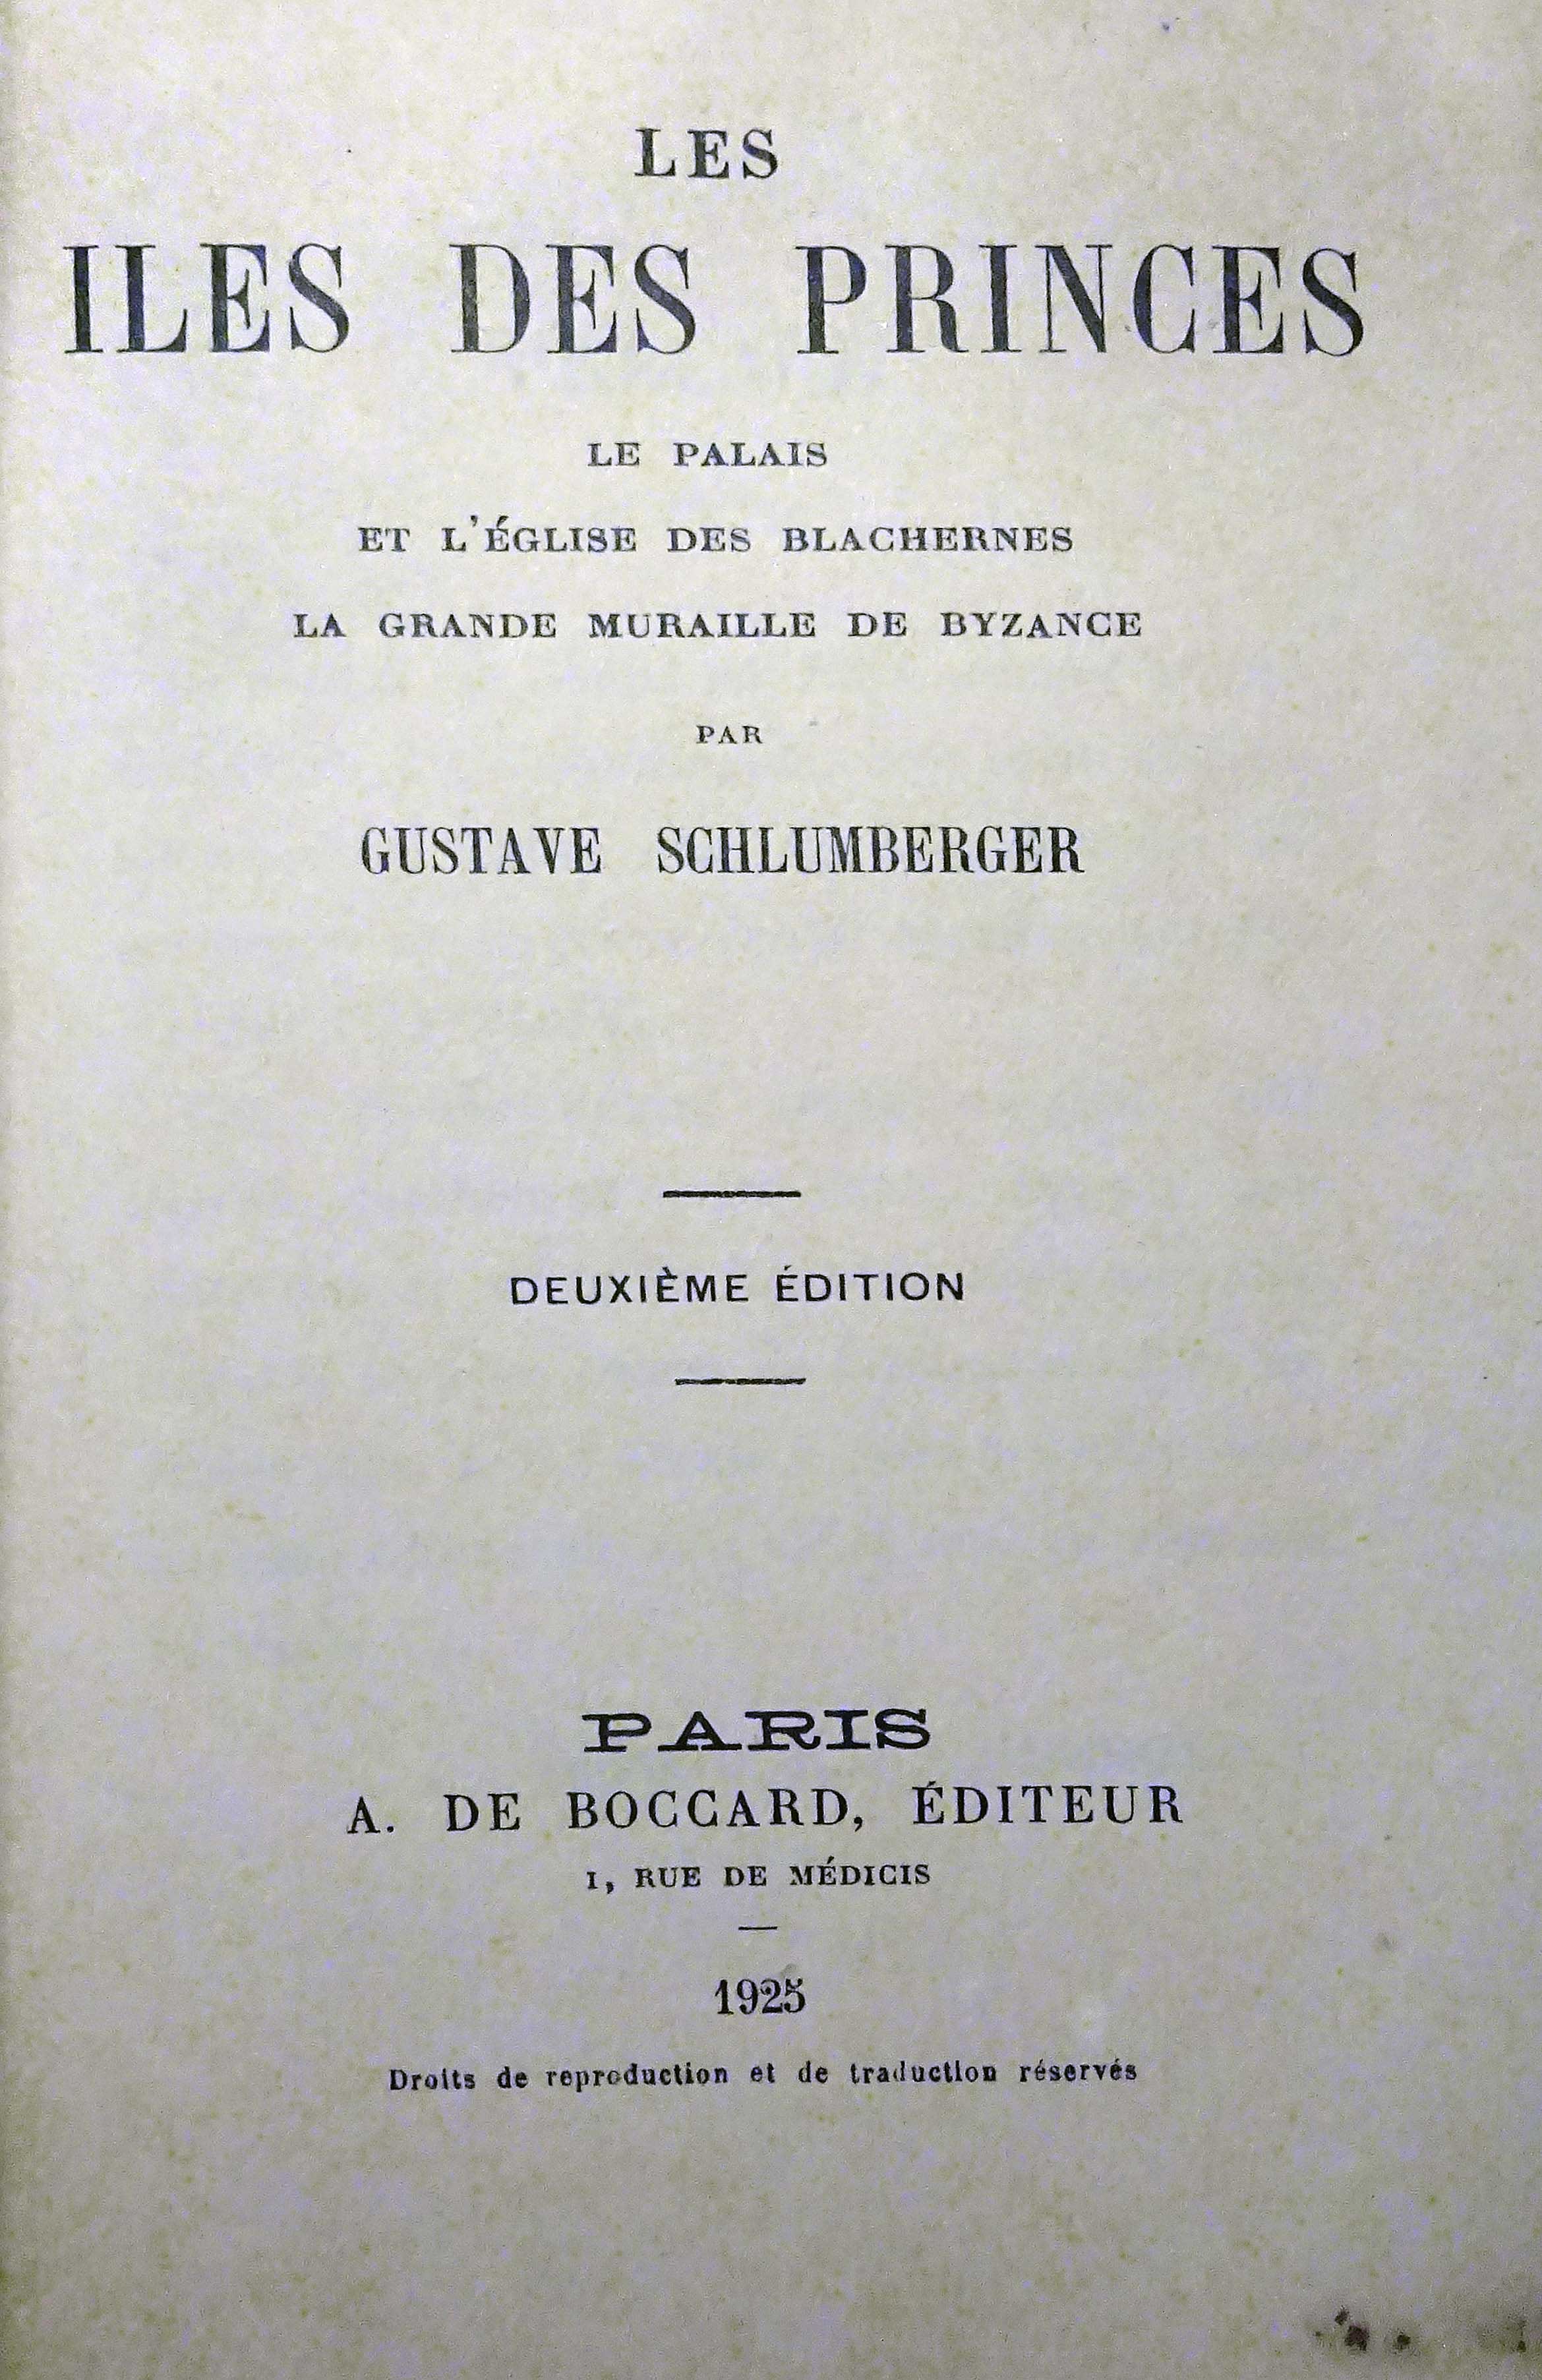 LES
ILES DES PRINCES
LE PALAIS
ET L'ÉGLISE DES BLACHERNES
LA GRANDE MURAILLE DE BYZANCE
PAR
GUSTAVE SCHLUMBERGER
DEUXIÈME ÉDITION
PARIS
A. DE BOCCARD, ÉDITEUR
1, RUE DE MÉDICIS
1925
Droits de reproduction et de traduction réservés